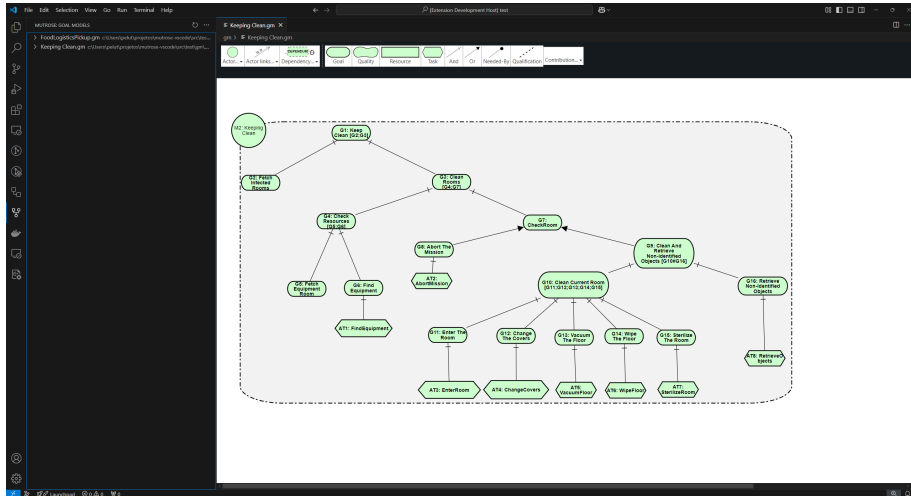 File Edit Selection View Go Run Terminal Help
[Extension Development Host] test
MUTROSE GOAL MODELS
FoodLogisticsPickup.gm
Keeping Clean.gm
Keeping Clean.gm
gm > Keeping Clean.gm
Actor...
Actor links...
Dependency...
Goal
Quality
Resource
Task
And
Or
Needed-By
Qualification
Contribution...
M2: Keeping
Clean
G1: Keep
Clean [G2;G3]
G2: Fetch
Infected
Rooms
G3: Clean
Rooms
[G4;G7]
G4: Check
Resources
[G5;G6]
G7:
CheckRoom
G8: Abort The
Mission
G9: Clean And
Retrieve
Non-Identified
Objects [G10#G16]
AT2:
AbortMission
G5: Fetch
Equipment
Room
G6: Find
Equipment
G10: Clean Current Room
[G11;G12;G13;G14;G15]
G16: Retrieve
Non-Identified
Objects
AT1: FindEquipment
G11: Enter The
Room
G12: Change
The Covers
G13: Vacuum
The Floor
G14: Wipe
The Floor
G15: Sterilize
The Room
AT8: RetrieveO
bjects
AT3: EnterRoom
AT4: ChangeCovers
AT5:
VacuumFloor
AT6: WipeFloor
AT7:
SterilizeRoom
Launchpad
0
0
0